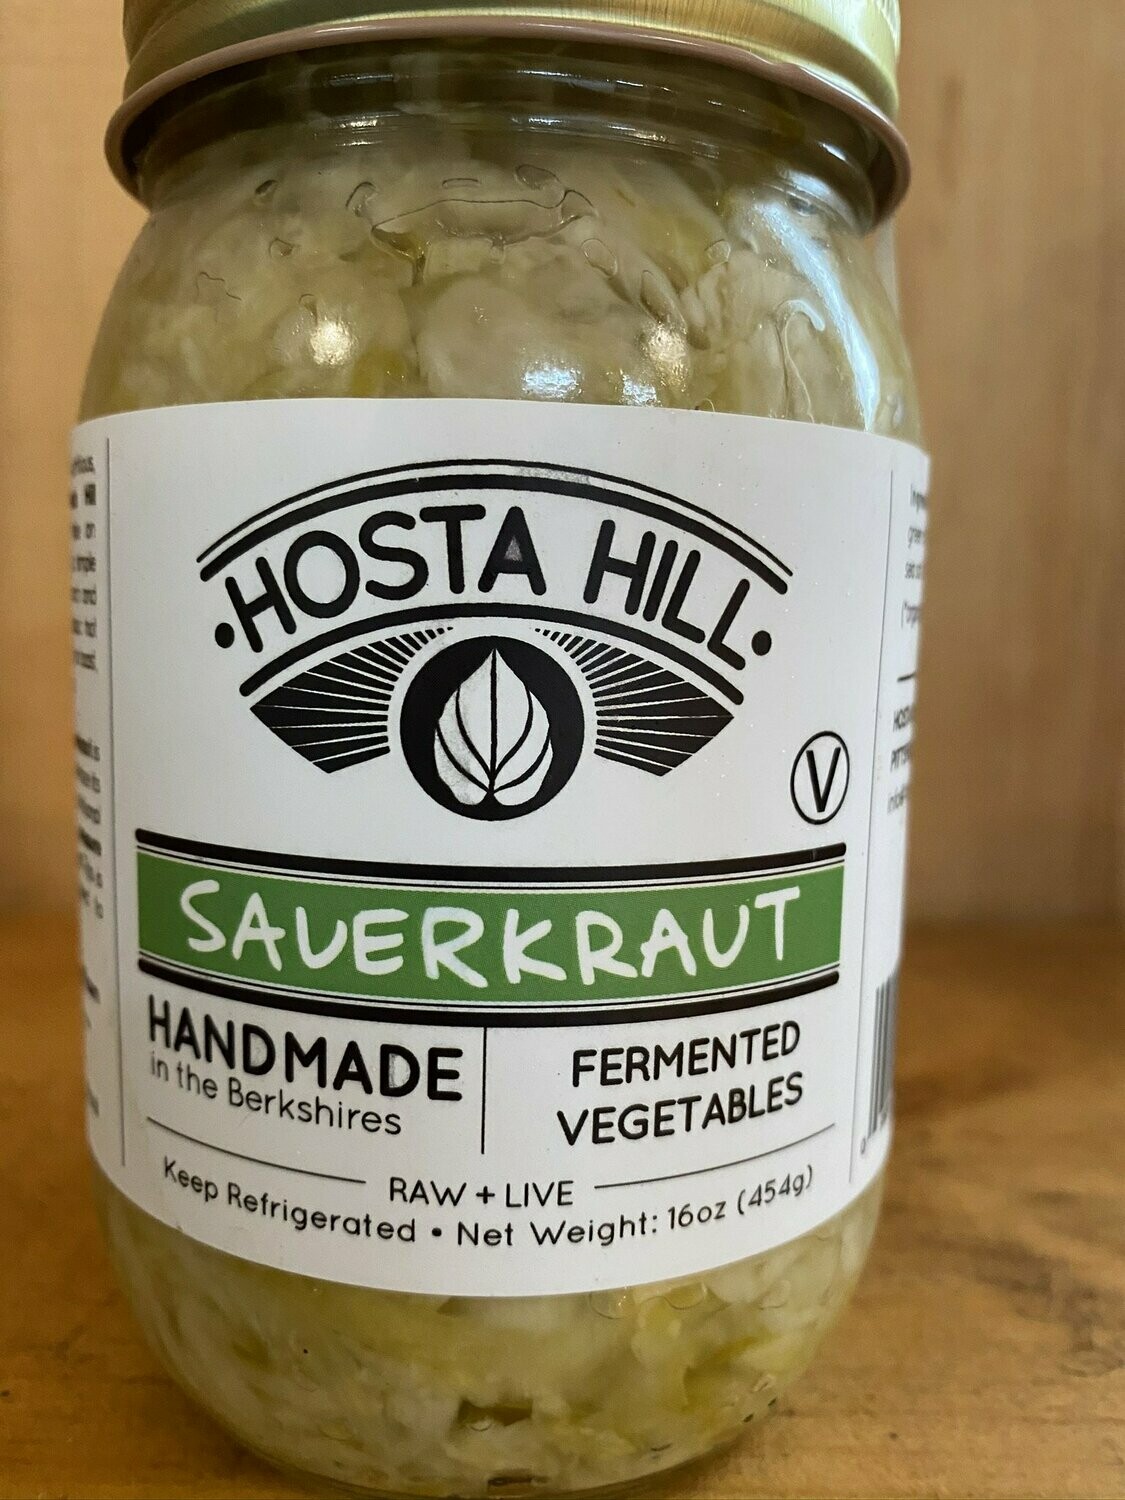 HOSTA HILL
V
SAUERKRAUT
HANDMADE
in the Berkshires
FERMENTED
VEGETABLES
RAW + LIVE
Keep Refrigerated • Net Weight: 16oz (454g)